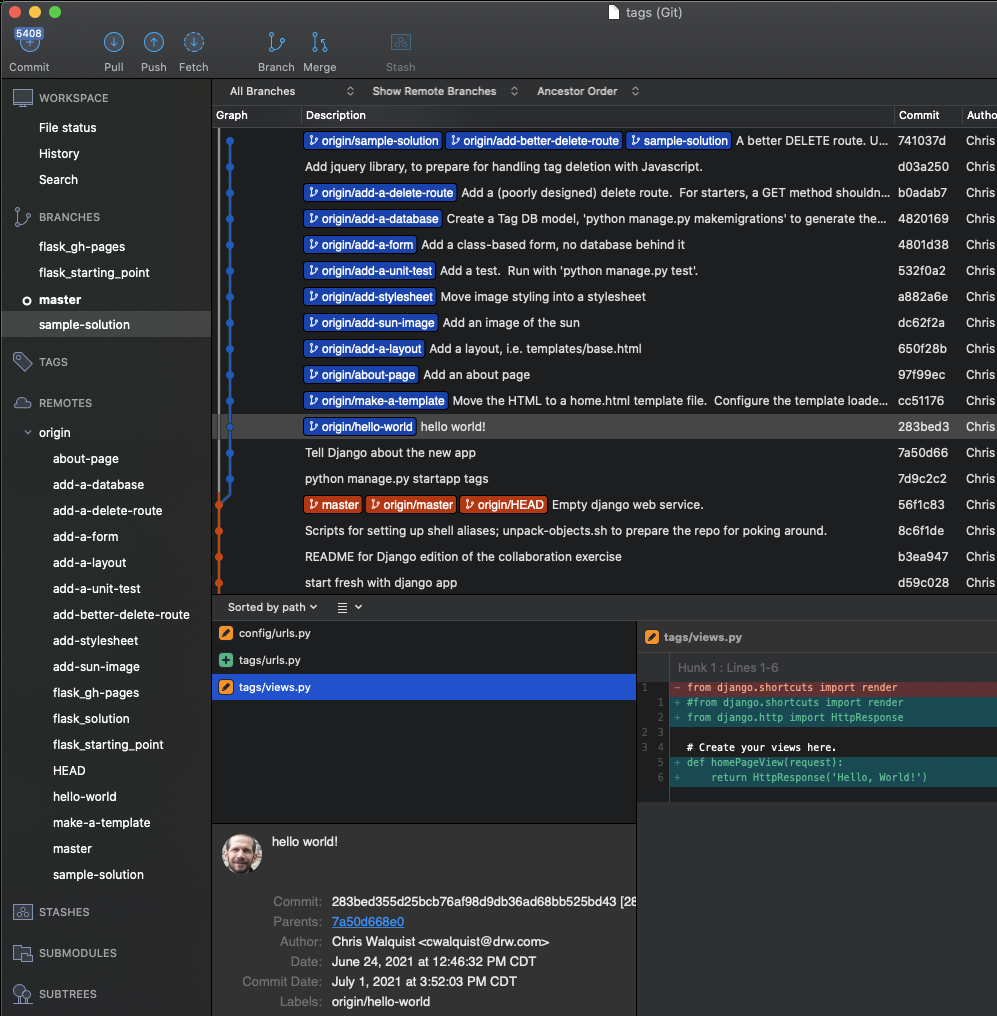 tags (Git)
5408
Commit Pull Push Fetch Branch Merge Stash
WORKSPACE
File status
History
Search
BRANCHES
flask_gh-pages
flask_starting_point
master
sample-solution
TAGS
REMOTES
origin
about-page
add-a-database
add-a-delete-route
add-a-form
add-a-layout
add-a-unit-test
add-better-delete-route
add-stylesheet
add-sun-image
flask_gh-pages
flask_solution
flask_starting_point
HEAD
hello-world
make-a-template
master
sample-solution
STASHES
SUBMODULES
SUBTREES
All Branches Show Remote Branches Ancestor Order
Graph Description Commit Autho
origin/sample-solution origin/add-better-delete-route sample-solution A better DELETE route. U... 741037d Chris
Add jquery library, to prepare for handling tag deletion with Javascript. d03a250 Chris
origin/add-a-delete-route Add a (poorly designed) delete route. For starters, a GET method shouldn... b0adab7 Chris
origin/add-a-database Create a Tag DB model, 'python manage.py makemigrations' to generate the... 4820169 Chris
origin/add-a-form Add a class-based form, no database behind it 4801d38 Chris
origin/add-a-unit-test Add a test. Run with 'python manage.py test'. 532f0a2 Chris
origin/add-stylesheet Move image styling into a stylesheet a882a6e Chris
origin/add-sun-image Add an image of the sun dc62f2a Chris
origin/add-a-layout Add a layout, i.e. templates/base.html 650f28b Chris
origin/about-page Add an about page 97f99ec Chris
origin/make-a-template Move the HTML to a home.html template file. Configure the template loade... cc51176 Chris
origin/hello-world hello world! 283bed3 Chris
Tell Django about the new app 7a50d66 Chris
python manage.py startapp tags 7d9c2c2 Chris
master origin/master origin/HEAD Empty django web service. 56f1c83 Chris
Scripts for setting up shell aliases; unpack-objects.sh to prepare the repo for poking around. 8c6f1de Chris
README for Django edition of the collaboration exercise b3ea947 Chris
start fresh with django app d59c028 Chris
Sorted by path
config/urls.py
tags/urls.py
tags/views.py
tags/views.py
Hunk 1 : Lines 1-6
1 - from django.shortcuts import render
1 + #from django.shortcuts import render
2 + from django.http import HttpResponse
2 3
3 4 # Create your views here.
5 + def homePageView(request):
6 + return HttpResponse('Hello, World!')
hello world!
Commit: 283bed355d25bcb76af98d9db36ad68bb525bd43 [28
Parents: 7a50d668e0
Author: Chris Walquist <cwalquist@drw.com>
Date: June 24, 2021 at 12:46:32 PM CDT
Commit Date: July 1, 2021 at 3:52:03 PM CDT
Labels: origin/hello-world